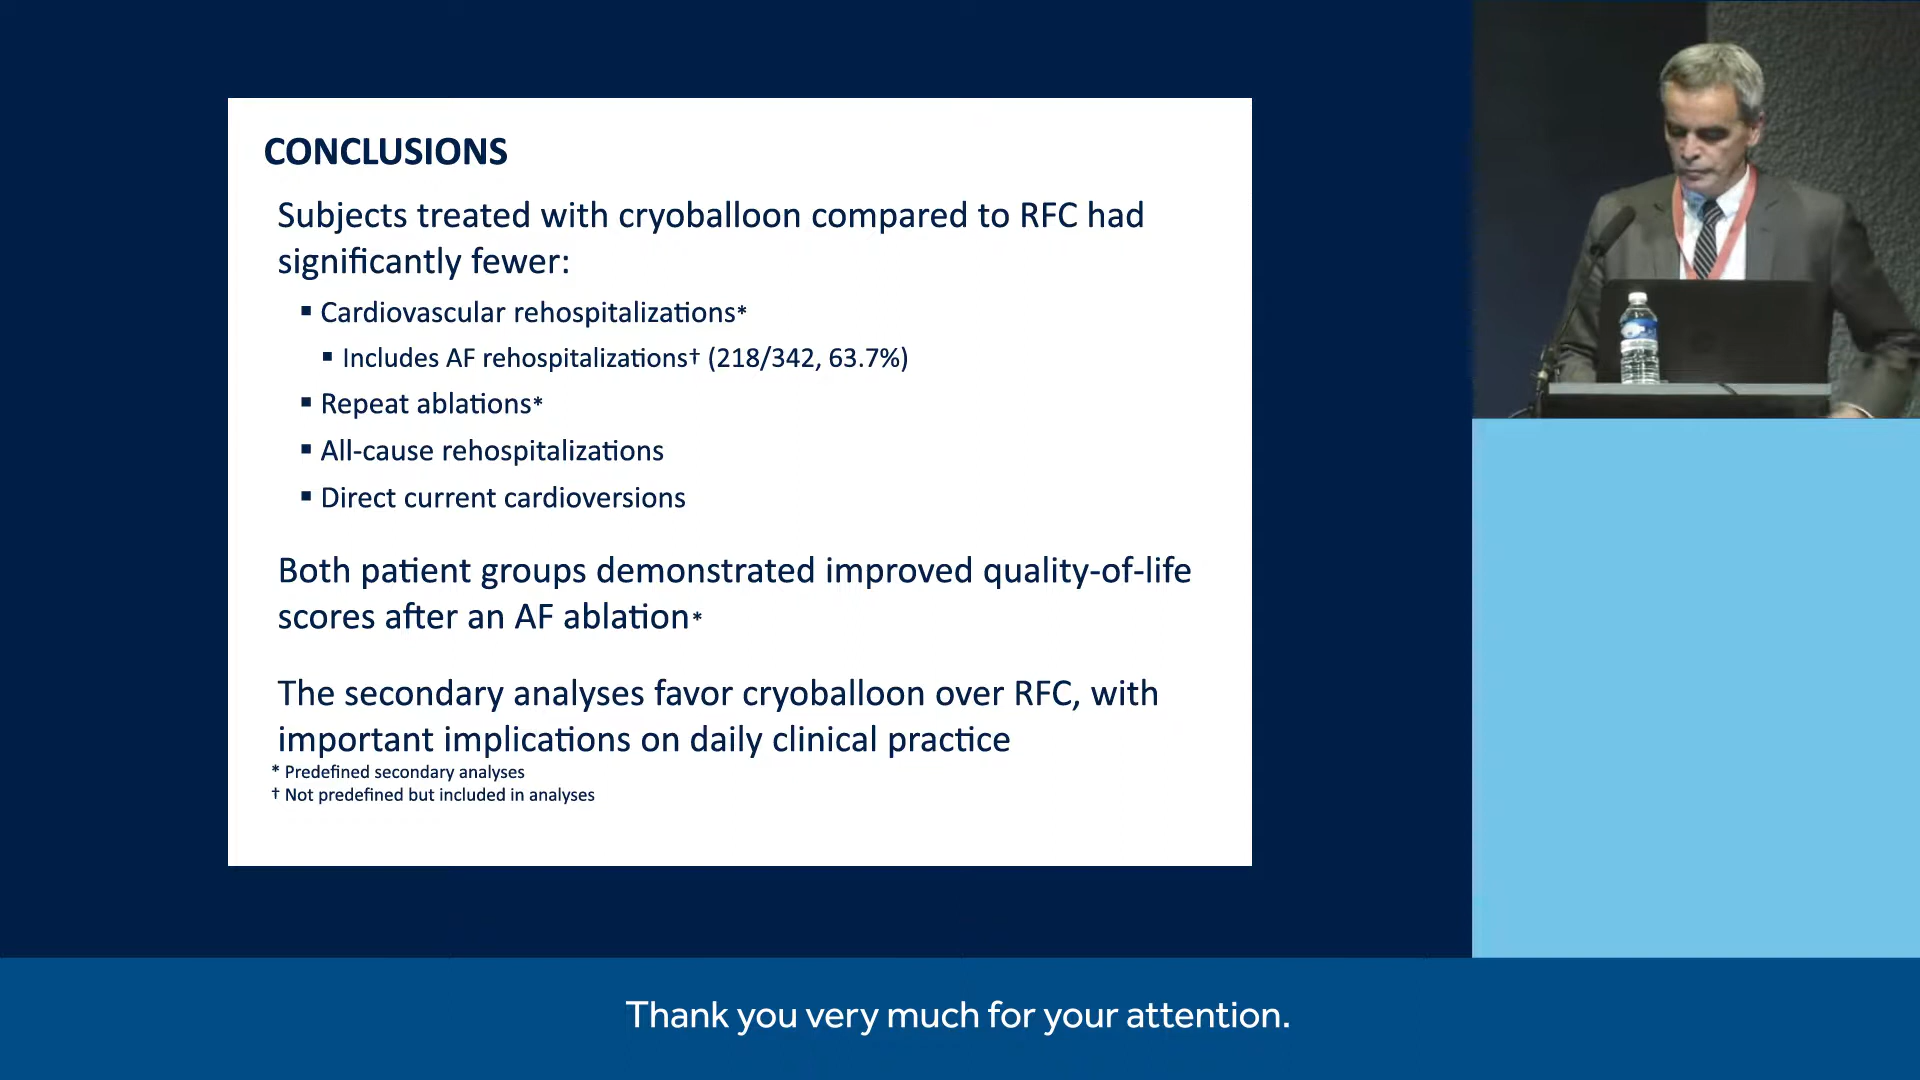 CONCLUSIONS
Subjects treated with cryoballoon compared to RFC had
significantly fewer:
▪ Cardiovascular rehospitalizations*
▪ Includes AF rehospitalizations† (218/342, 63.7%)
▪ Repeat ablations*
▪ All-cause rehospitalizations
▪ Direct current cardioversions
Both patient groups demonstrated improved quality-of-life
scores after an AF ablation*
The secondary analyses favor cryoballoon over RFC, with
important implications on daily clinical practice
* Predefined secondary analyses
† Not predefined but included in analyses
Thank you very much for your attention.